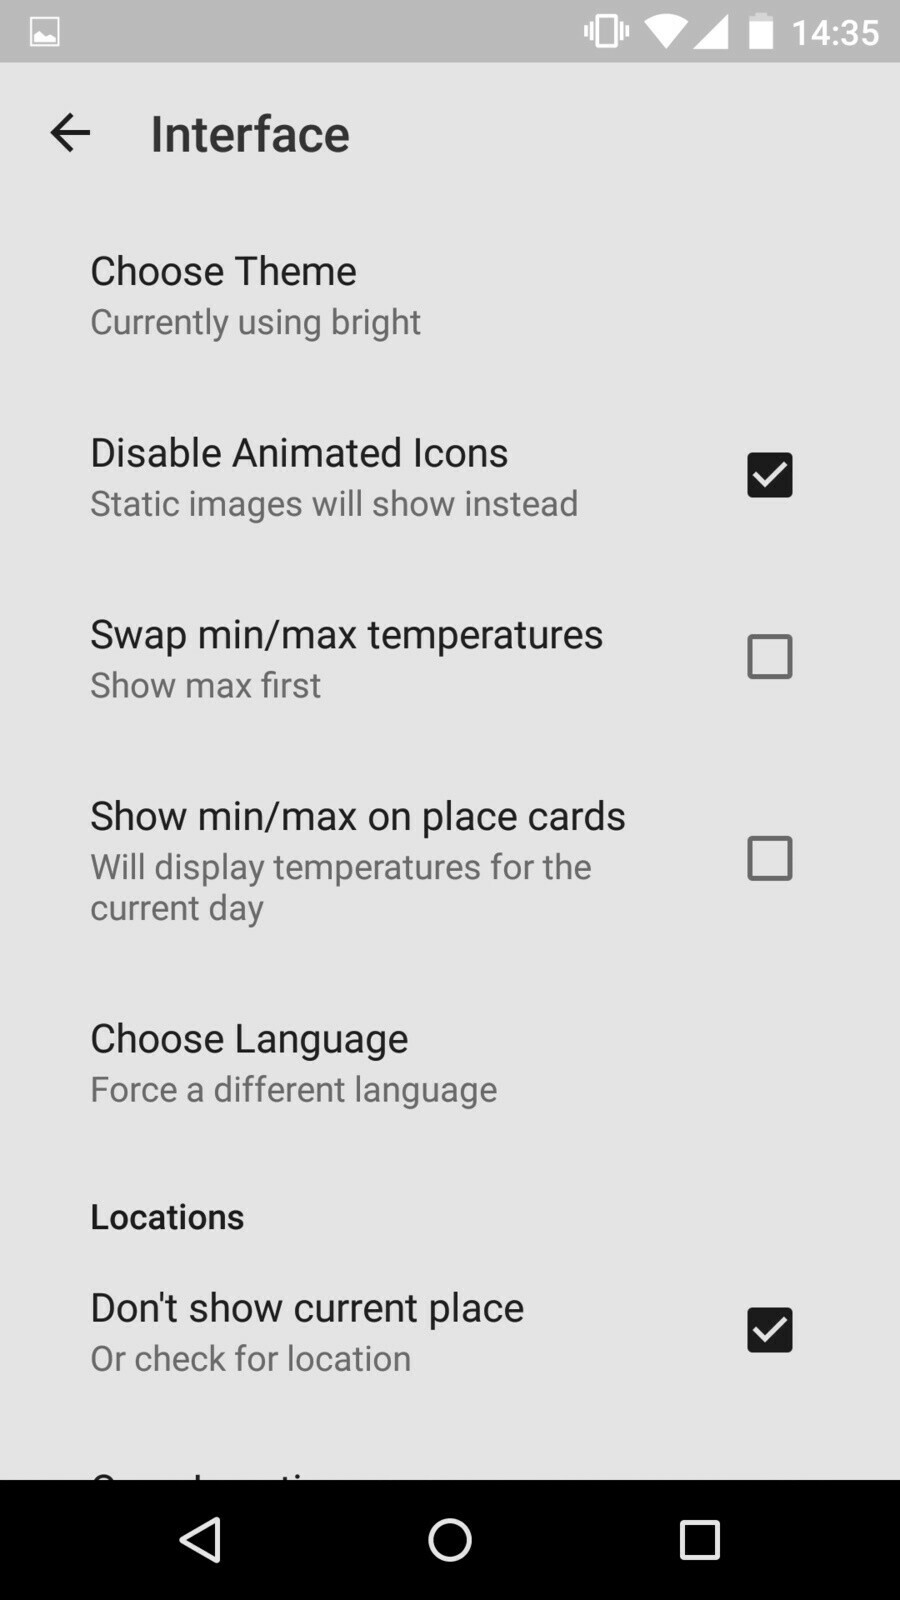 14:35
Interface
Choose Theme
Currently using bright
Disable Animated Icons
Static images will show instead
Swap min/max temperatures
Show max first
Show min/max on place cards
Will display temperatures for the
current day
Choose Language
Force a different language
Locations
Don't show current place
Or check for location